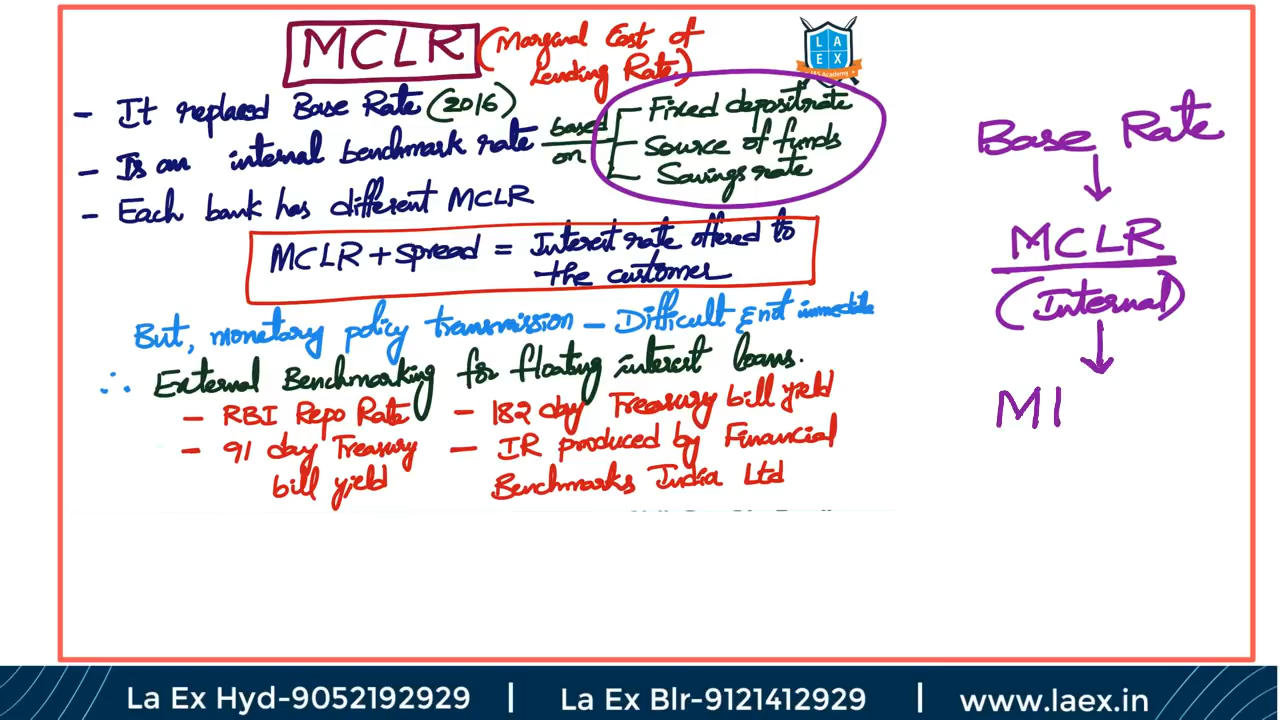 MCLR (Marginal Cost of
Lending Rate)
LA
EX
IAS Academy
- It replaced Base Rate (2016)
- Is an internal benchmark rate based on
Fixed deposit rate
Source of funds
Savings rate
- Each bank has different MCLR
MCLR + spread = Interest rate offered to
the customer
But, monetary policy transmission – Difficult & not immediate
∴ External Benchmarking for floating interest loans.
- RBI Repo Rate
- 91 day Treasury
bill yield
- 182 day Treasury bill yield
- IR produced by Financial
Benchmarks India Ltd
Base Rate
MCLR
(Internal)
MI
La Ex Hyd-9052192929 | La Ex Blr-9121412929 | www.laex.in